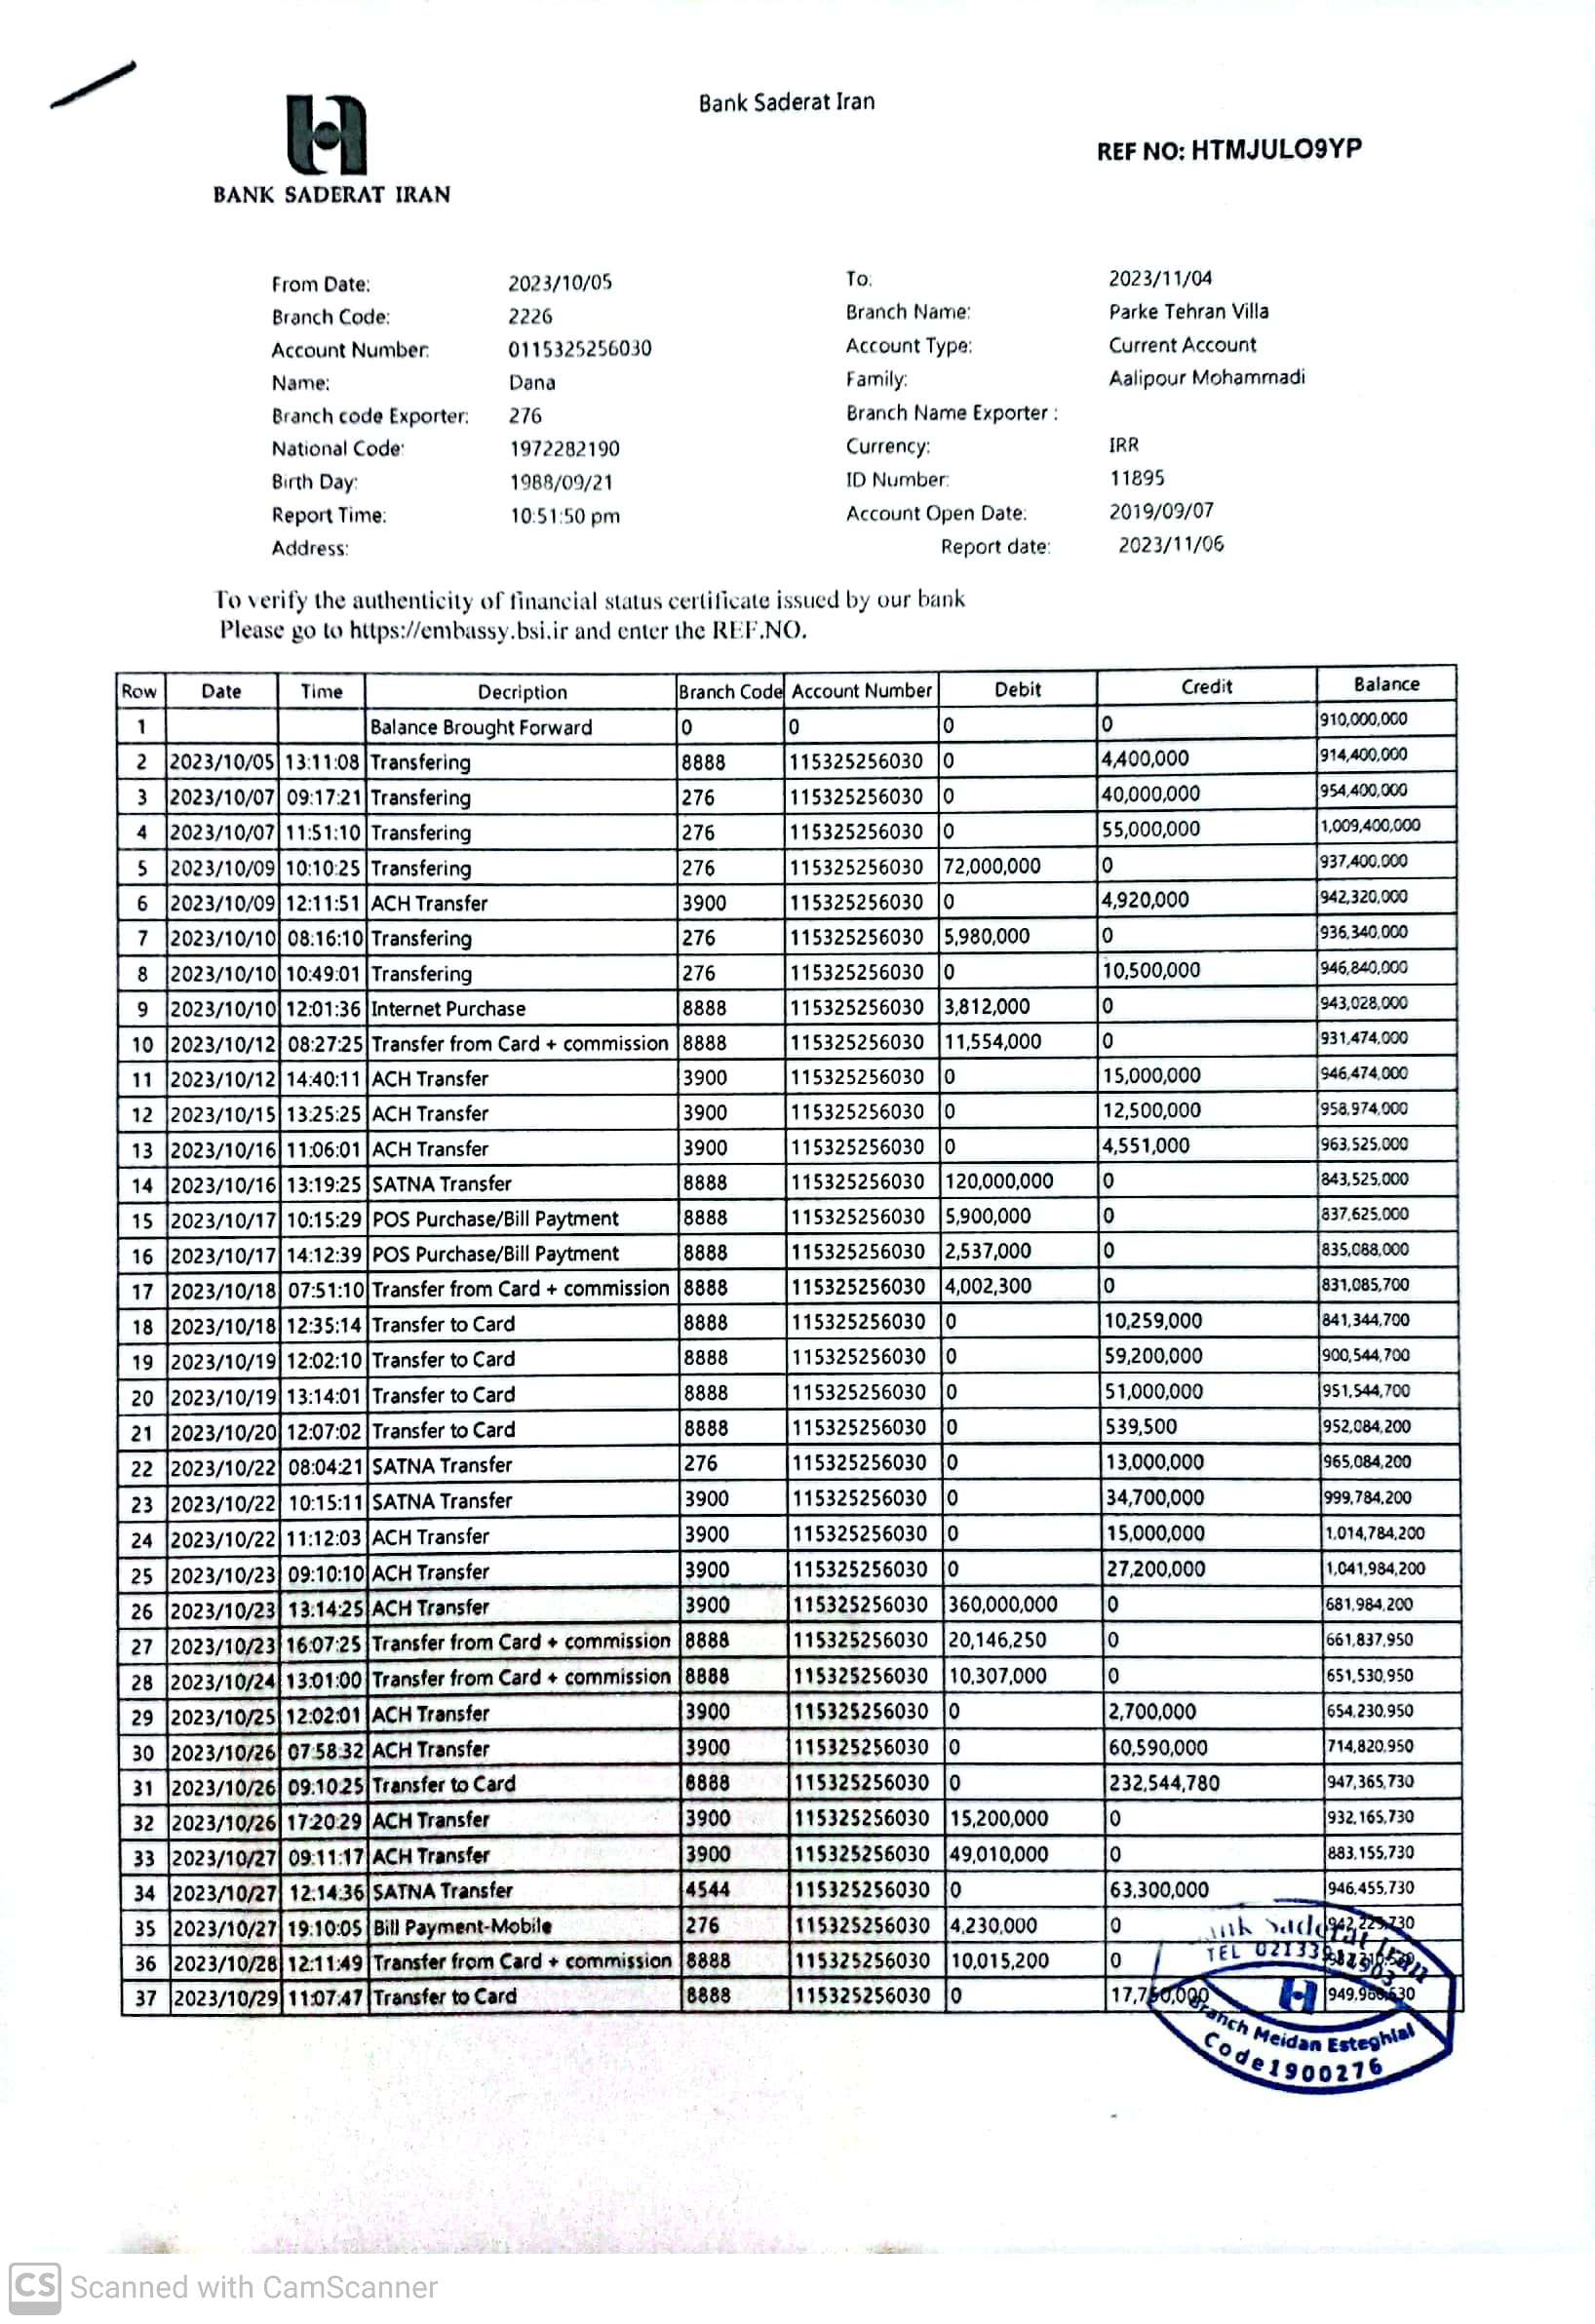 Bank Saderat Iran
REF NO: HTMJULO9YP
BANK SADERAT IRAN
From Date: 2023/10/05 To: 2023/11/04
Branch Code: 2226 Branch Name: Parke Tehran Villa
Account Number: 0115325256030 Account Type: Current Account
Name: Dana Family: Aalipour Mohammadi
Branch code Exporter: 276 Branch Name Exporter :
National Code: 1972282190 Currency: IRR
Birth Day: 1988/09/21 ID Number: 11895
Report Time: 10:51:50 pm Account Open Date: 2019/09/07
Address: Report date: 2023/11/06
To verify the authenticity of financial status certificate issued by our bank
Please go to https://embassy.bsi.ir and enter the REF.NO.
Row Date Time Decription Branch Code Account Number Debit Credit Balance
1 Balance Brought Forward 0 0 0 0 910,000,000
2 2023/10/05 13:11:08 Transfering 8888 115325256030 0 4,400,000 914,400,000
3 2023/10/07 09:17:21 Transfering 276 115325256030 0 40,000,000 954,400,000
4 2023/10/07 11:51:10 Transfering 276 115325256030 0 55,000,000 1,009,400,000
5 2023/10/09 10:10:25 Transfering 276 115325256030 72,000,000 0 937,400,000
6 2023/10/09 12:11:51 ACH Transfer 3900 115325256030 0 4,920,000 942,320,000
7 2023/10/10 08:16:10 Transfering 276 115325256030 5,980,000 0 936,340,000
8 2023/10/10 10:49:01 Transfering 276 115325256030 0 10,500,000 946,840,000
9 2023/10/10 12:01:36 Internet Purchase 8888 115325256030 3,812,000 0 943,028,000
10 2023/10/12 08:27:25 Transfer from Card + commission 8888 115325256030 11,554,000 0 931,474,000
11 2023/10/12 14:40:11 ACH Transfer 3900 115325256030 0 15,000,000 946,474,000
12 2023/10/15 13:25:25 ACH Transfer 3900 115325256030 0 12,500,000 958,974,000
13 2023/10/16 11:06:01 ACH Transfer 3900 115325256030 0 4,551,000 963,525,000
14 2023/10/16 13:19:25 SATNA Transfer 8888 115325256030 120,000,000 0 843,525,000
15 2023/10/17 10:15:29 POS Purchase/Bill Paytment 8888 115325256030 5,900,000 0 837,625,000
16 2023/10/17 14:12:39 POS Purchase/Bill Paytment 8888 115325256030 2,537,000 0 835,088,000
17 2023/10/18 07:51:10 Transfer from Card + commission 8888 115325256030 4,002,300 0 831,085,700
18 2023/10/18 12:35:14 Transfer to Card 8888 115325256030 0 10,259,000 841,344,700
19 2023/10/19 12:02:10 Transfer to Card 8888 115325256030 0 59,200,000 900,544,700
20 2023/10/19 13:14:01 Transfer to Card 8888 115325256030 0 51,000,000 951,544,700
21 2023/10/20 12:07:02 Transfer to Card 8888 115325256030 0 539,500 952,084,200
22 2023/10/22 08:04:21 SATNA Transfer 276 115325256030 0 13,000,000 965,084,200
23 2023/10/22 10:15:11 SATNA Transfer 3900 115325256030 0 34,700,000 999,784,200
24 2023/10/22 11:12:03 ACH Transfer 3900 115325256030 0 15,000,000 1,014,784,200
25 2023/10/23 09:10:10 ACH Transfer 3900 115325256030 0 27,200,000 1,041,984,200
26 2023/10/23 13:14:25 ACH Transfer 3900 115325256030 360,000,000 0 681,984,200
27 2023/10/23 16:07:25 Transfer from Card + commission 8888 115325256030 20,146,250 0 661,837,950
28 2023/10/24 13:01:00 Transfer from Card + commission 8888 115325256030 10,307,000 0 651,530,950
29 2023/10/25 12:02:01 ACH Transfer 3900 115325256030 0 2,700,000 654,230,950
30 2023/10/26 07:58:32 ACH Transfer 3900 115325256030 0 60,590,000 714,820,950
31 2023/10/26 09:10:25 Transfer to Card 8888 115325256030 0 232,544,780 947,365,730
32 2023/10/26 17:20:29 ACH Transfer 3900 115325256030 15,200,000 0 932,165,730
33 2023/10/27 09:11:17 ACH Transfer 3900 115325256030 49,010,000 0 883,155,730
34 2023/10/27 12:14:36 SATNA Transfer 4544 115325256030 0 63,300,000 946,455,730
35 2023/10/27 19:10:05 Bill Payment-Mobile 276 115325256030 4,230,000 0 942,225,730
36 2023/10/28 12:11:49 Transfer from Card + commission 8888 115325256030 10,015,200 0
37 2023/10/29 11:07:47 Transfer to Card 8888 115325256030 0 17,750,000
Saderat Iran
TEL
Branch Meidan Esteghlal
Code1900276
CS Scanned with CamScanner